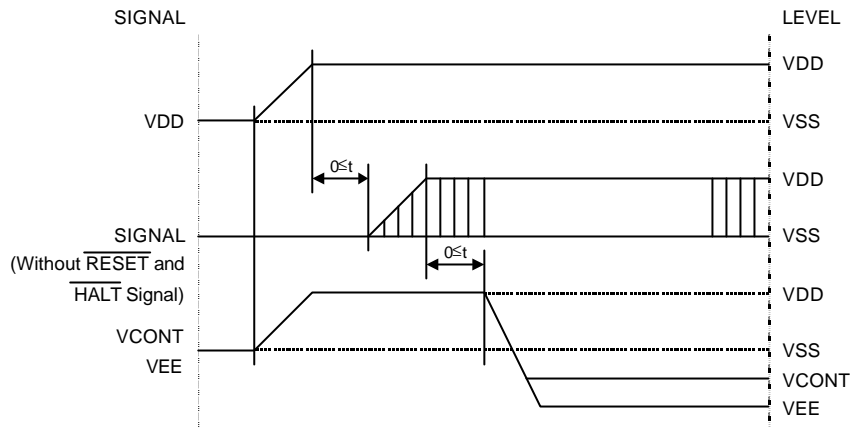 SIGNAL
LEVEL
VDD
VDD
VSS
0≤t
VDD
SIGNAL
VSS
(Without RESET and
0≤t
HALT Signal)
VDD
VCONT
VSS
VEE
VCONT
VEE